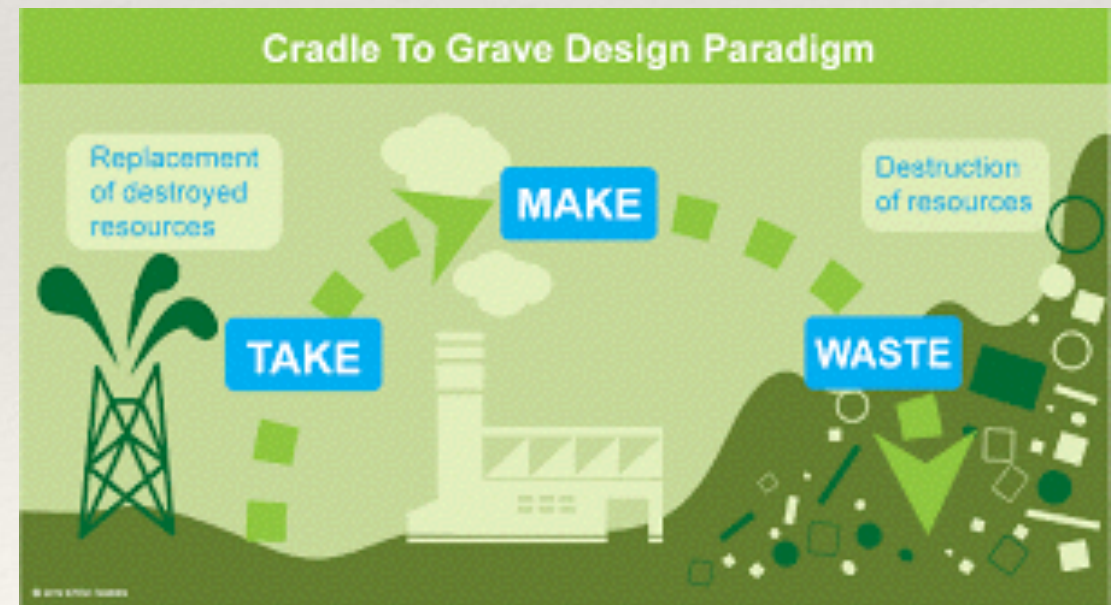 Cradle To Grave Design Paradigm
Replacement
of destroyed
resources
MAKE
Destruction
of resources
TAKE
WASTE